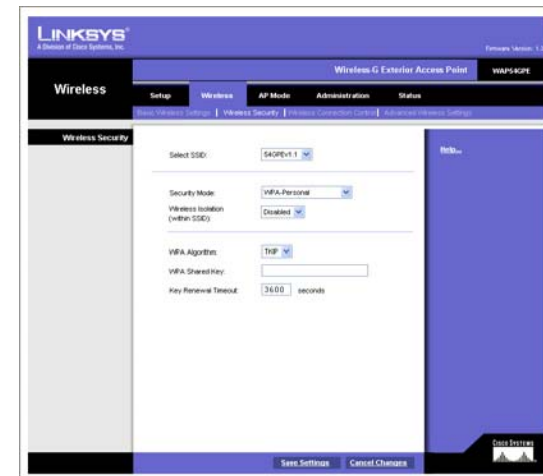 LINKSYS®
A Division of Cisco Systems, Inc.
Firmware Version: 1.
Wireless-G Exterior Access Point
WAP54GPE
Wireless
Setup
Wireless
AP Mode
Administration
Status
Basic Wireless Settings | Wireless Security | Wireless Connection Control | Advanced Wireless Settings
Wireless Security
Help...
Select SSID:
54GPEv1.1
Security Mode:
WPA-Personal
Wireless Isolation
(within SSID):
Disabled
WPA Algorithm:
TKIP
WPA Shared Key:
Key Renewal Timeout:
3600
seconds
Save Settings
Cancel Changes
CISCO SYSTEMS